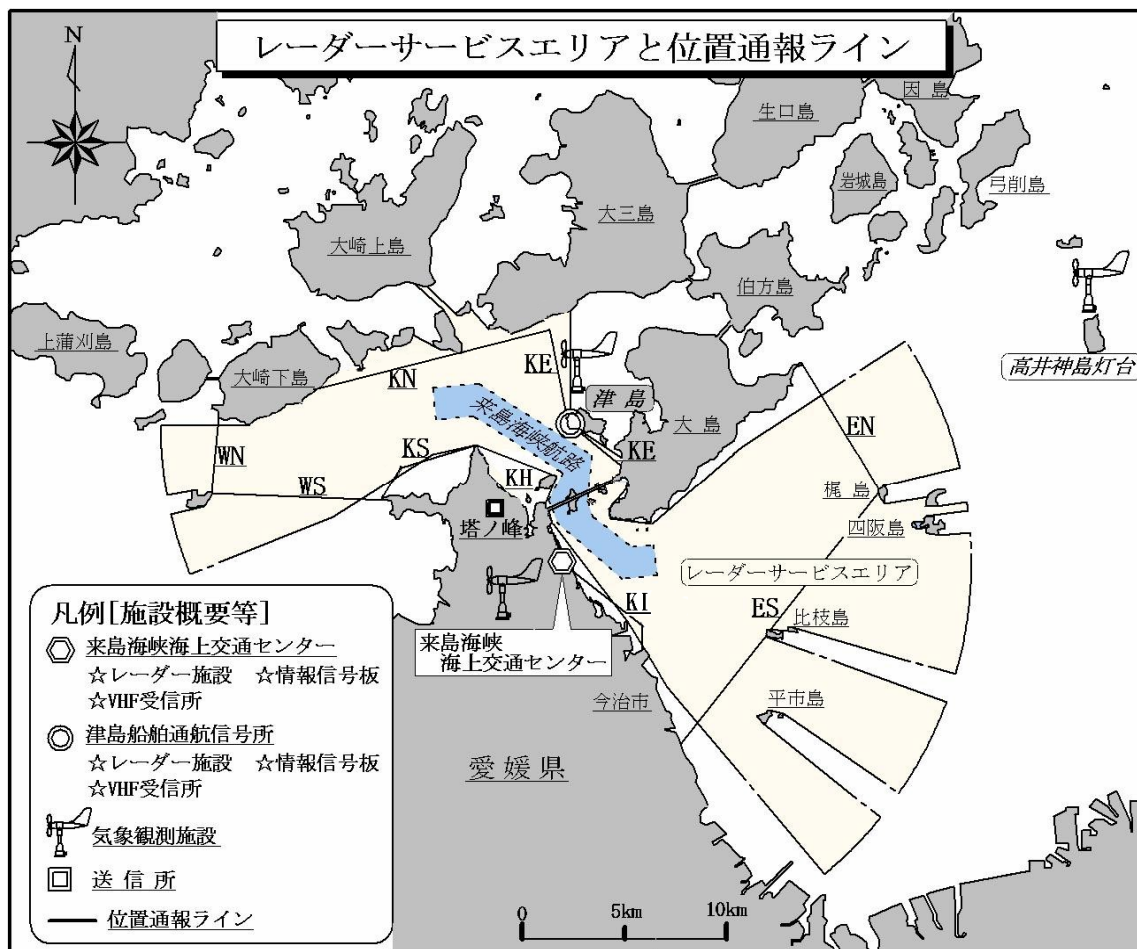 レーダーサービスエリアと位置通報ライン
N
因島
生口島
岩城島
弓削島
大三島
大崎上島
伯方島
上蒲刈島
大崎下島
高井神島灯台
KN
KE
津島
大島
EN
来島海峡航路
KE
WN
KS
WS
KH
梶島
四阪島
塔ノ峰
レーダーサービスエリア
KI
ES
比枝島
来島海峡
海上交通センター
平市島
今治市
愛媛県
凡例[施設概要等]
来島海峡海上交通センター
☆レーダー施設 ☆情報信号板
☆VHF受信所
津島船舶通航信号所
☆レーダー施設 ☆情報信号板
☆VHF受信所
気象観測施設
送信所
位置通報ライン
0 5km 10km